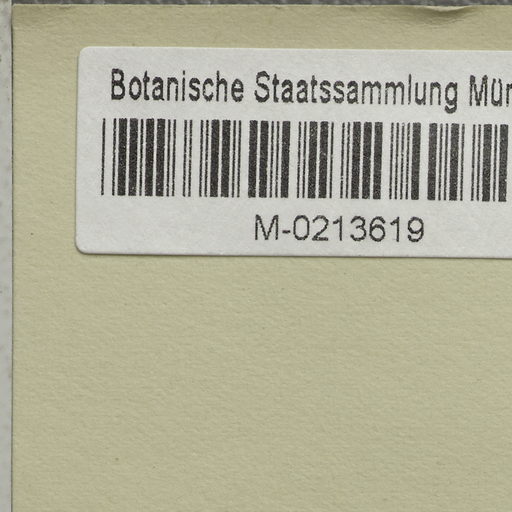 Botanische Staatssammlung Mün
M-0213619